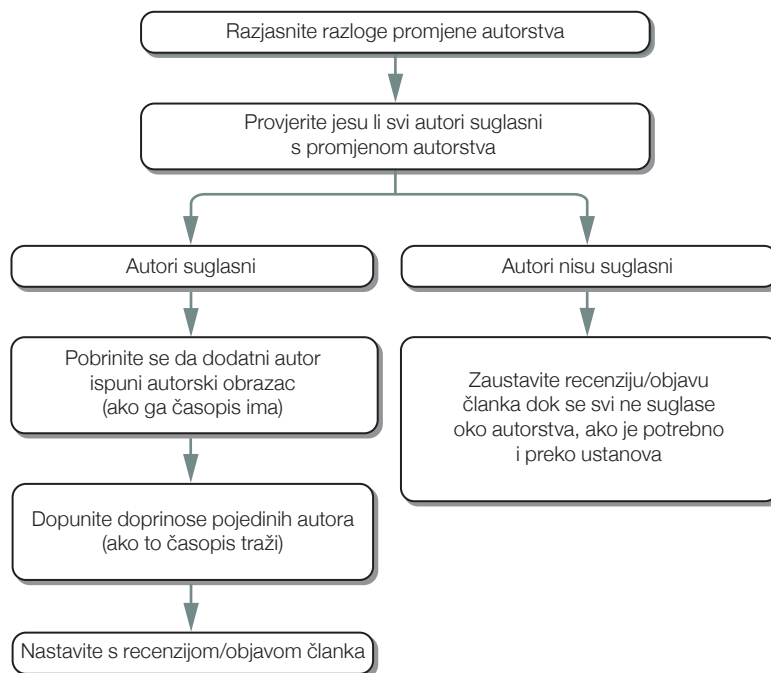 Razjasnite razloge promjene autorstva
Provjerite jesu li svi autori suglasni
s promjenom autorstva
Autori suglasni
Autori nisu suglasni
Pobrinite se da dodatni autor
ispuni autorski obrazac
(ako ga časopis ima)
Zaustavite recenziju/objavu
članka dok se svi ne suglase
oko autorstva, ako je potrebno
i preko ustanova
Dopunite doprinose pojedinih autora
(ako to časopis traži)
Nastavite s recenzijom/objavom članka